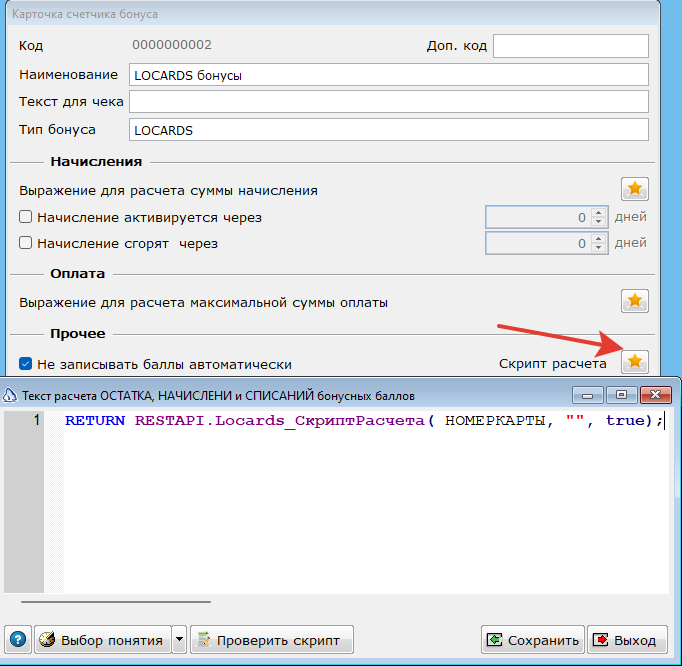 Карточка счетчика бонуса
Код 0000000002 Доп. код
Наименование LOCARDS бонусы
Текст для чека
Тип бонуса LOCARDS
Начисления
Выражение для расчета суммы начисления
Начисление активируется через 0 дней
Начисление сгорят через 0 дней
Оплата
Выражение для расчета максимальной суммы оплаты
Прочее
Не записывать баллы автоматически Скрипт расчета
Текст расчета ОСТАТКА, НАЧИСЛЕНИ и СПИСАНИЙ бонусных баллов
1 RETURN RESTAPI.Locards_СкриптРасчета( НОМЕРКАРТЫ, "", true);
? Выбор понятия Проверить скрипт Сохранить Выход